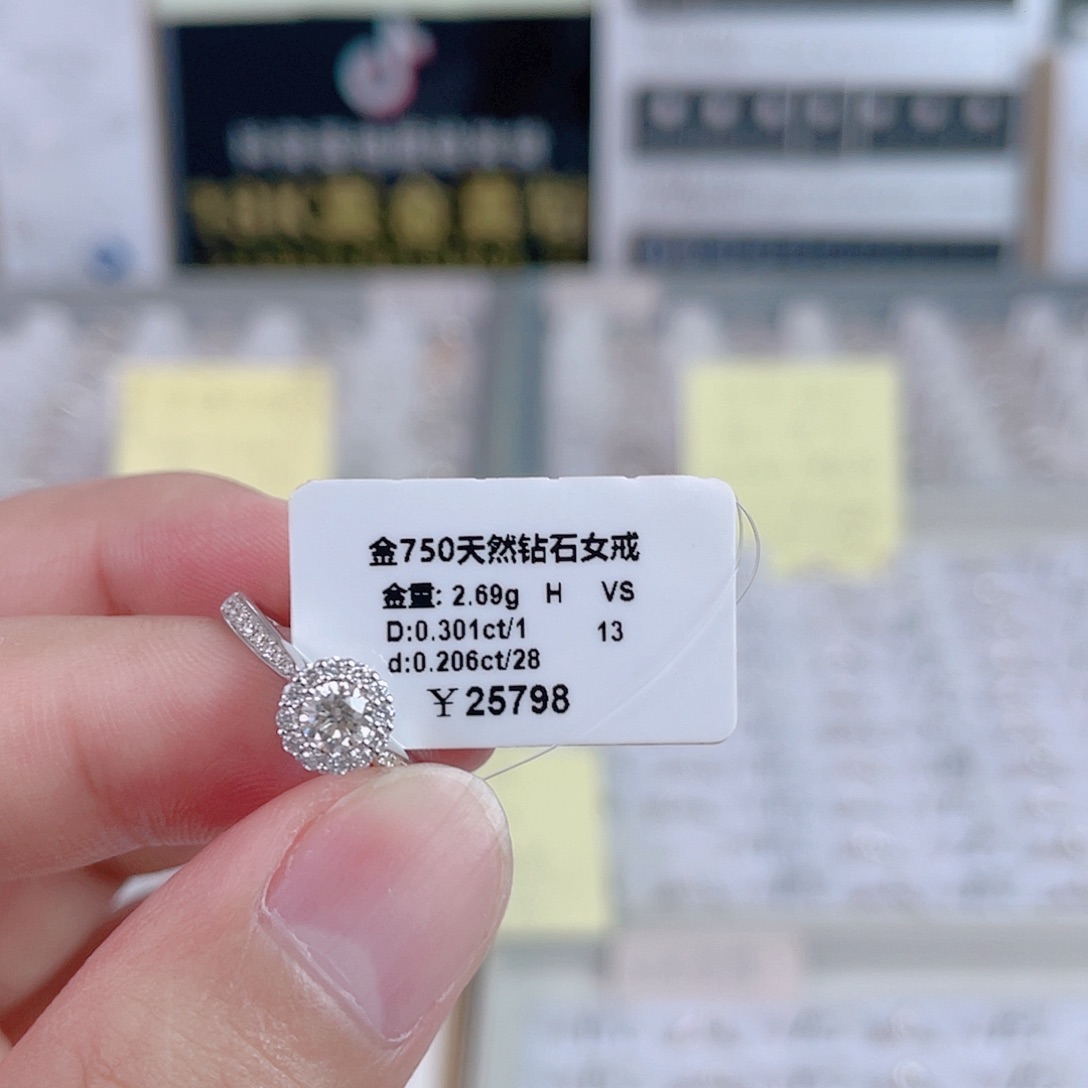 金750天然钻石女戒
金重: 2.69g H VS
D:0.301ct/1 13
d:0.206ct/28
￥25798